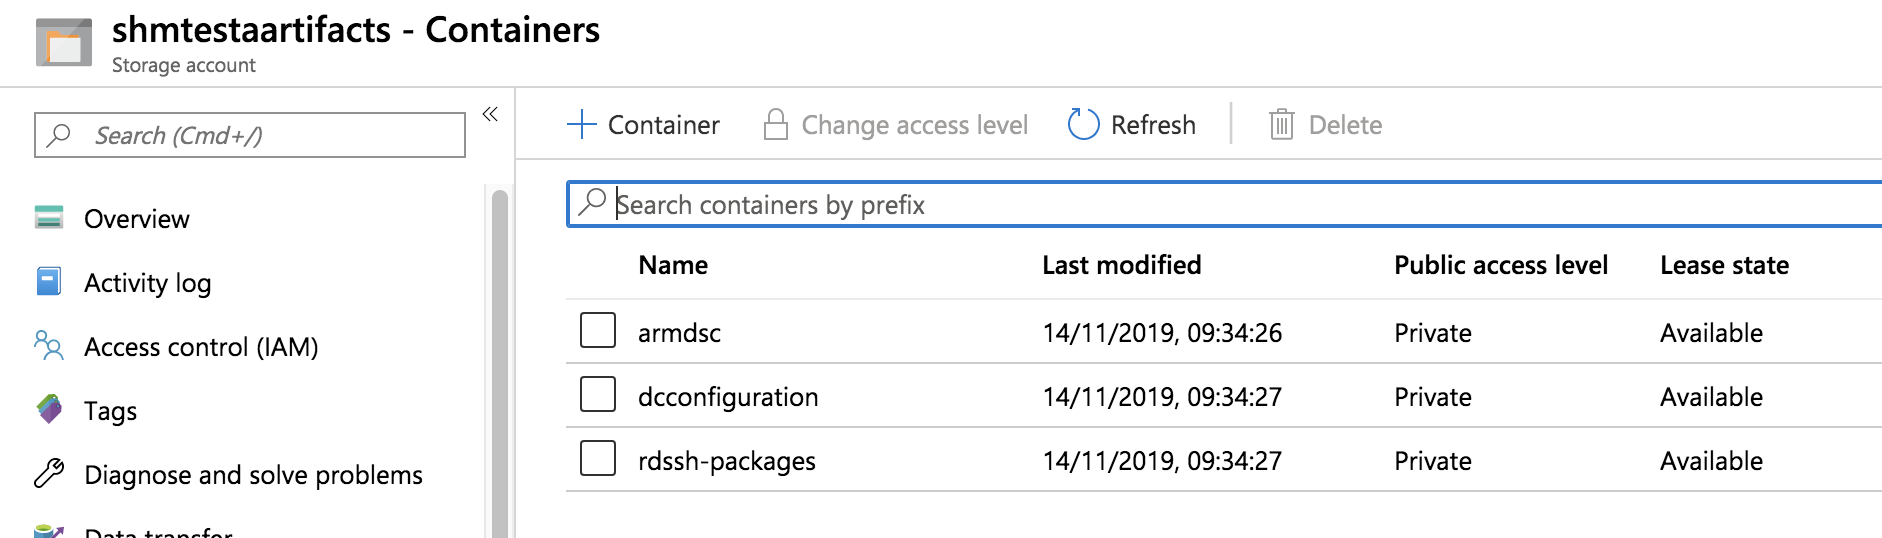 shmtestaartifacts - Containers
Storage account
Search (Cmd+/)
«
Overview
Activity log
Access control (IAM)
Tags
Diagnose and solve problems
Data transfer
Container Change access level Refresh Delete
Search containers by prefix
Name Last modified Public access level Lease state
armdsc 14/11/2019, 09:34:26 Private Available
dcconfiguration 14/11/2019, 09:34:27 Private Available
rdssh-packages 14/11/2019, 09:34:27 Private Available